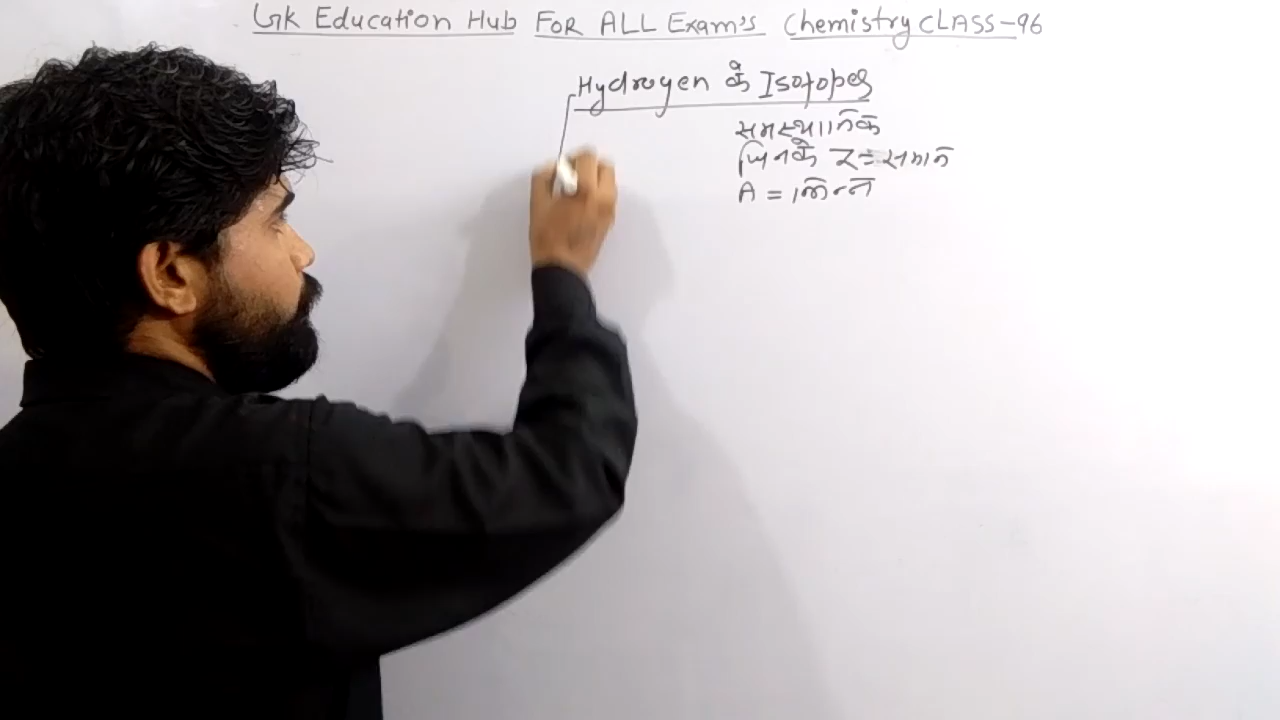 GK Education Hub FOR ALL Exam's Chemistry CLASS-96
Hydrogen के Isotopes
समस्थानिक
जिनके Z = समान
A = भिन्न